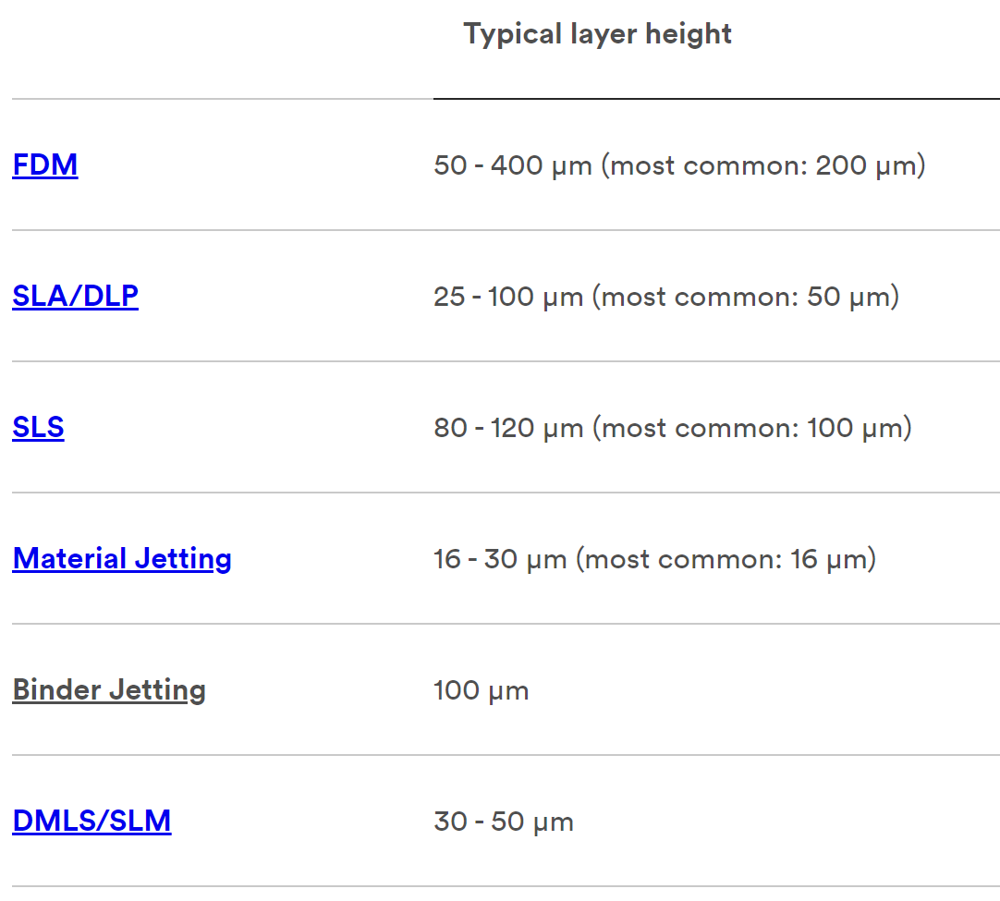 Typical layer height
FDM 50 - 400 μm (most common: 200 μm)
SLA/DLP 25 - 100 μm (most common: 50 μm)
SLS 80 - 120 μm (most common: 100 μm)
Material Jetting 16 - 30 μm (most common: 16 μm)
Binder Jetting 100 μm
DMLS/SLM 30 - 50 μm